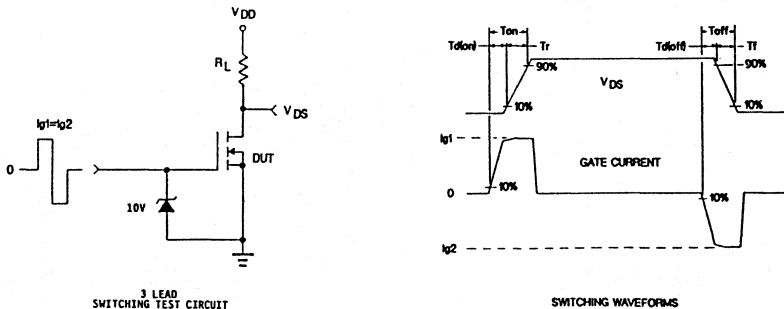 VDD
RL
VDS
Ig1=Ig2
0
DUT
10V
3 LEAD
SWITCHING TEST CIRCUIT
Ton
Toff
Td(on)
Tr
Td(off)
Tf
90%
90%
VDS
10%
10%
Ig1
GATE CURRENT
0
10%
10%
Ig2
SWITCHING WAVEFORMS